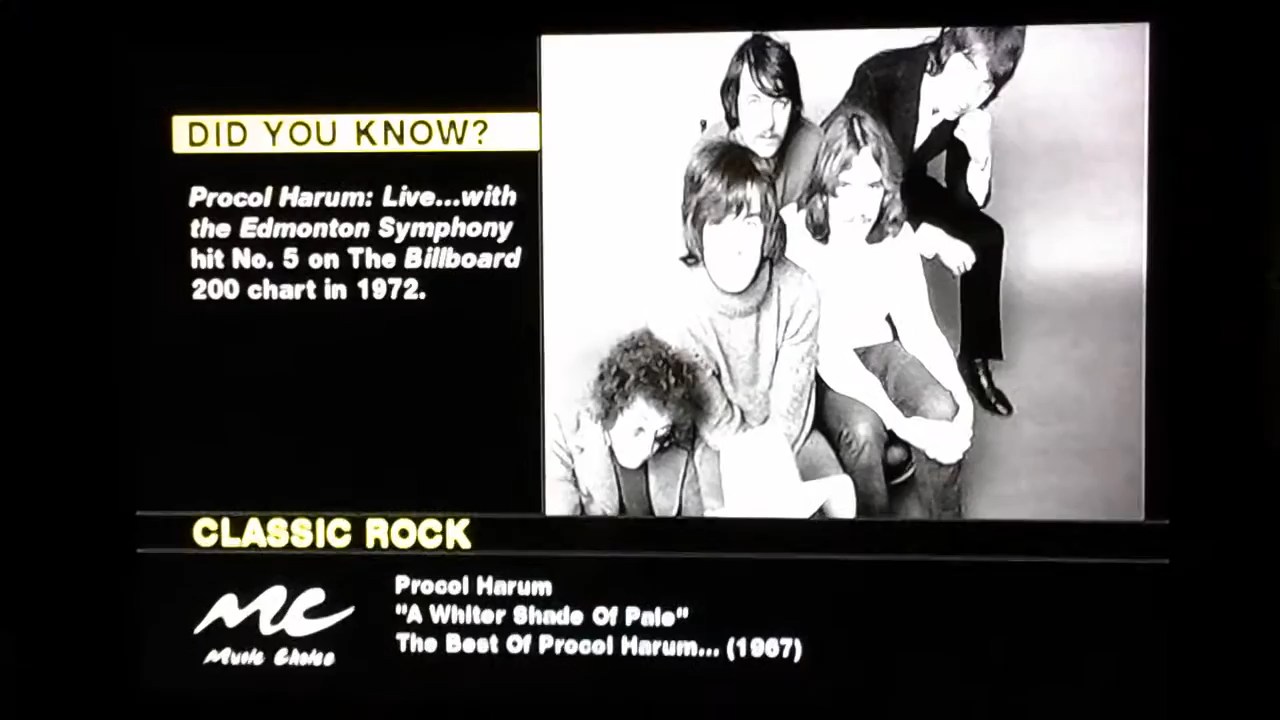 DID YOU KNOW?
Procol Harum: Live...with
the Edmonton Symphony
hit No. 5 on The Billboard
200 chart in 1972.
CLASSIC ROCK
MC
Music Choice
Procol Harum
"A Whiter Shade Of Pale"
The Best Of Procol Harum... (1967)